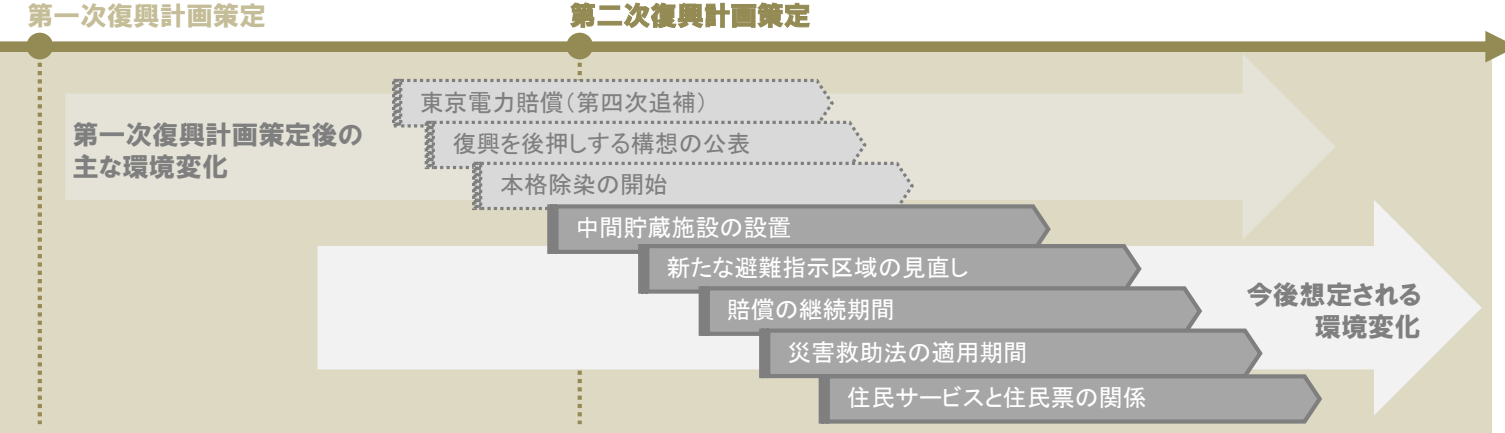 第一次復興計画策定
第二次復興計画策定
東京電力賠償（第四次追補）
第一次復興計画策定後の
主な環境変化
復興を後押しする構想の公表
本格除染の開始
中間貯蔵施設の設置
新たな避難指示区域の見直し
賠償の継続期間
今後想定される
環境変化
災害救助法の適用期間
住民サービスと住民票の関係